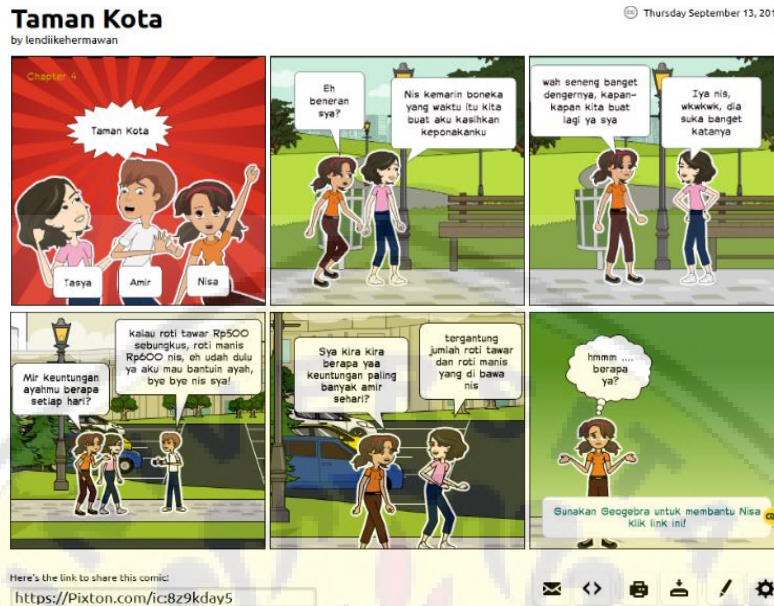 Taman Kota
by lendiikehermawan
Thursday September 13, 201
Chapter 4
Taman Kota
Tasya
Amir
Nisa
Eh
beneran
sya?
Nis kemarin boneka
yang waktu itu kita
buat aku kasihkan
keponakanku
wah seneng banget
dengernya, kapan-
kapan kita buat
lagi ya sya
Iya nis,
wkwkwk, dia
suka banget
katanya
Mir keuntungan
ayahmu berapa
setiap hari?
kalau roti tawar Rp500
sebungkus, roti manis
Rp600 nis, eh udah dulu
ya aku mau bantuin ayah,
bye bye nis sya!
Sya kira kira
berapa yaa
keuntungan paling
banyak amir
sehari?
tergantung
jumlah roti tawar
dan roti manis
yang di bawa
nis
hmmm ....
berapa
ya?
Gunakan Geogebra untuk membantu Nisa
klik link ini!
Here's the link to share this comic:
https://Pixton.com/ic:8z9kday5